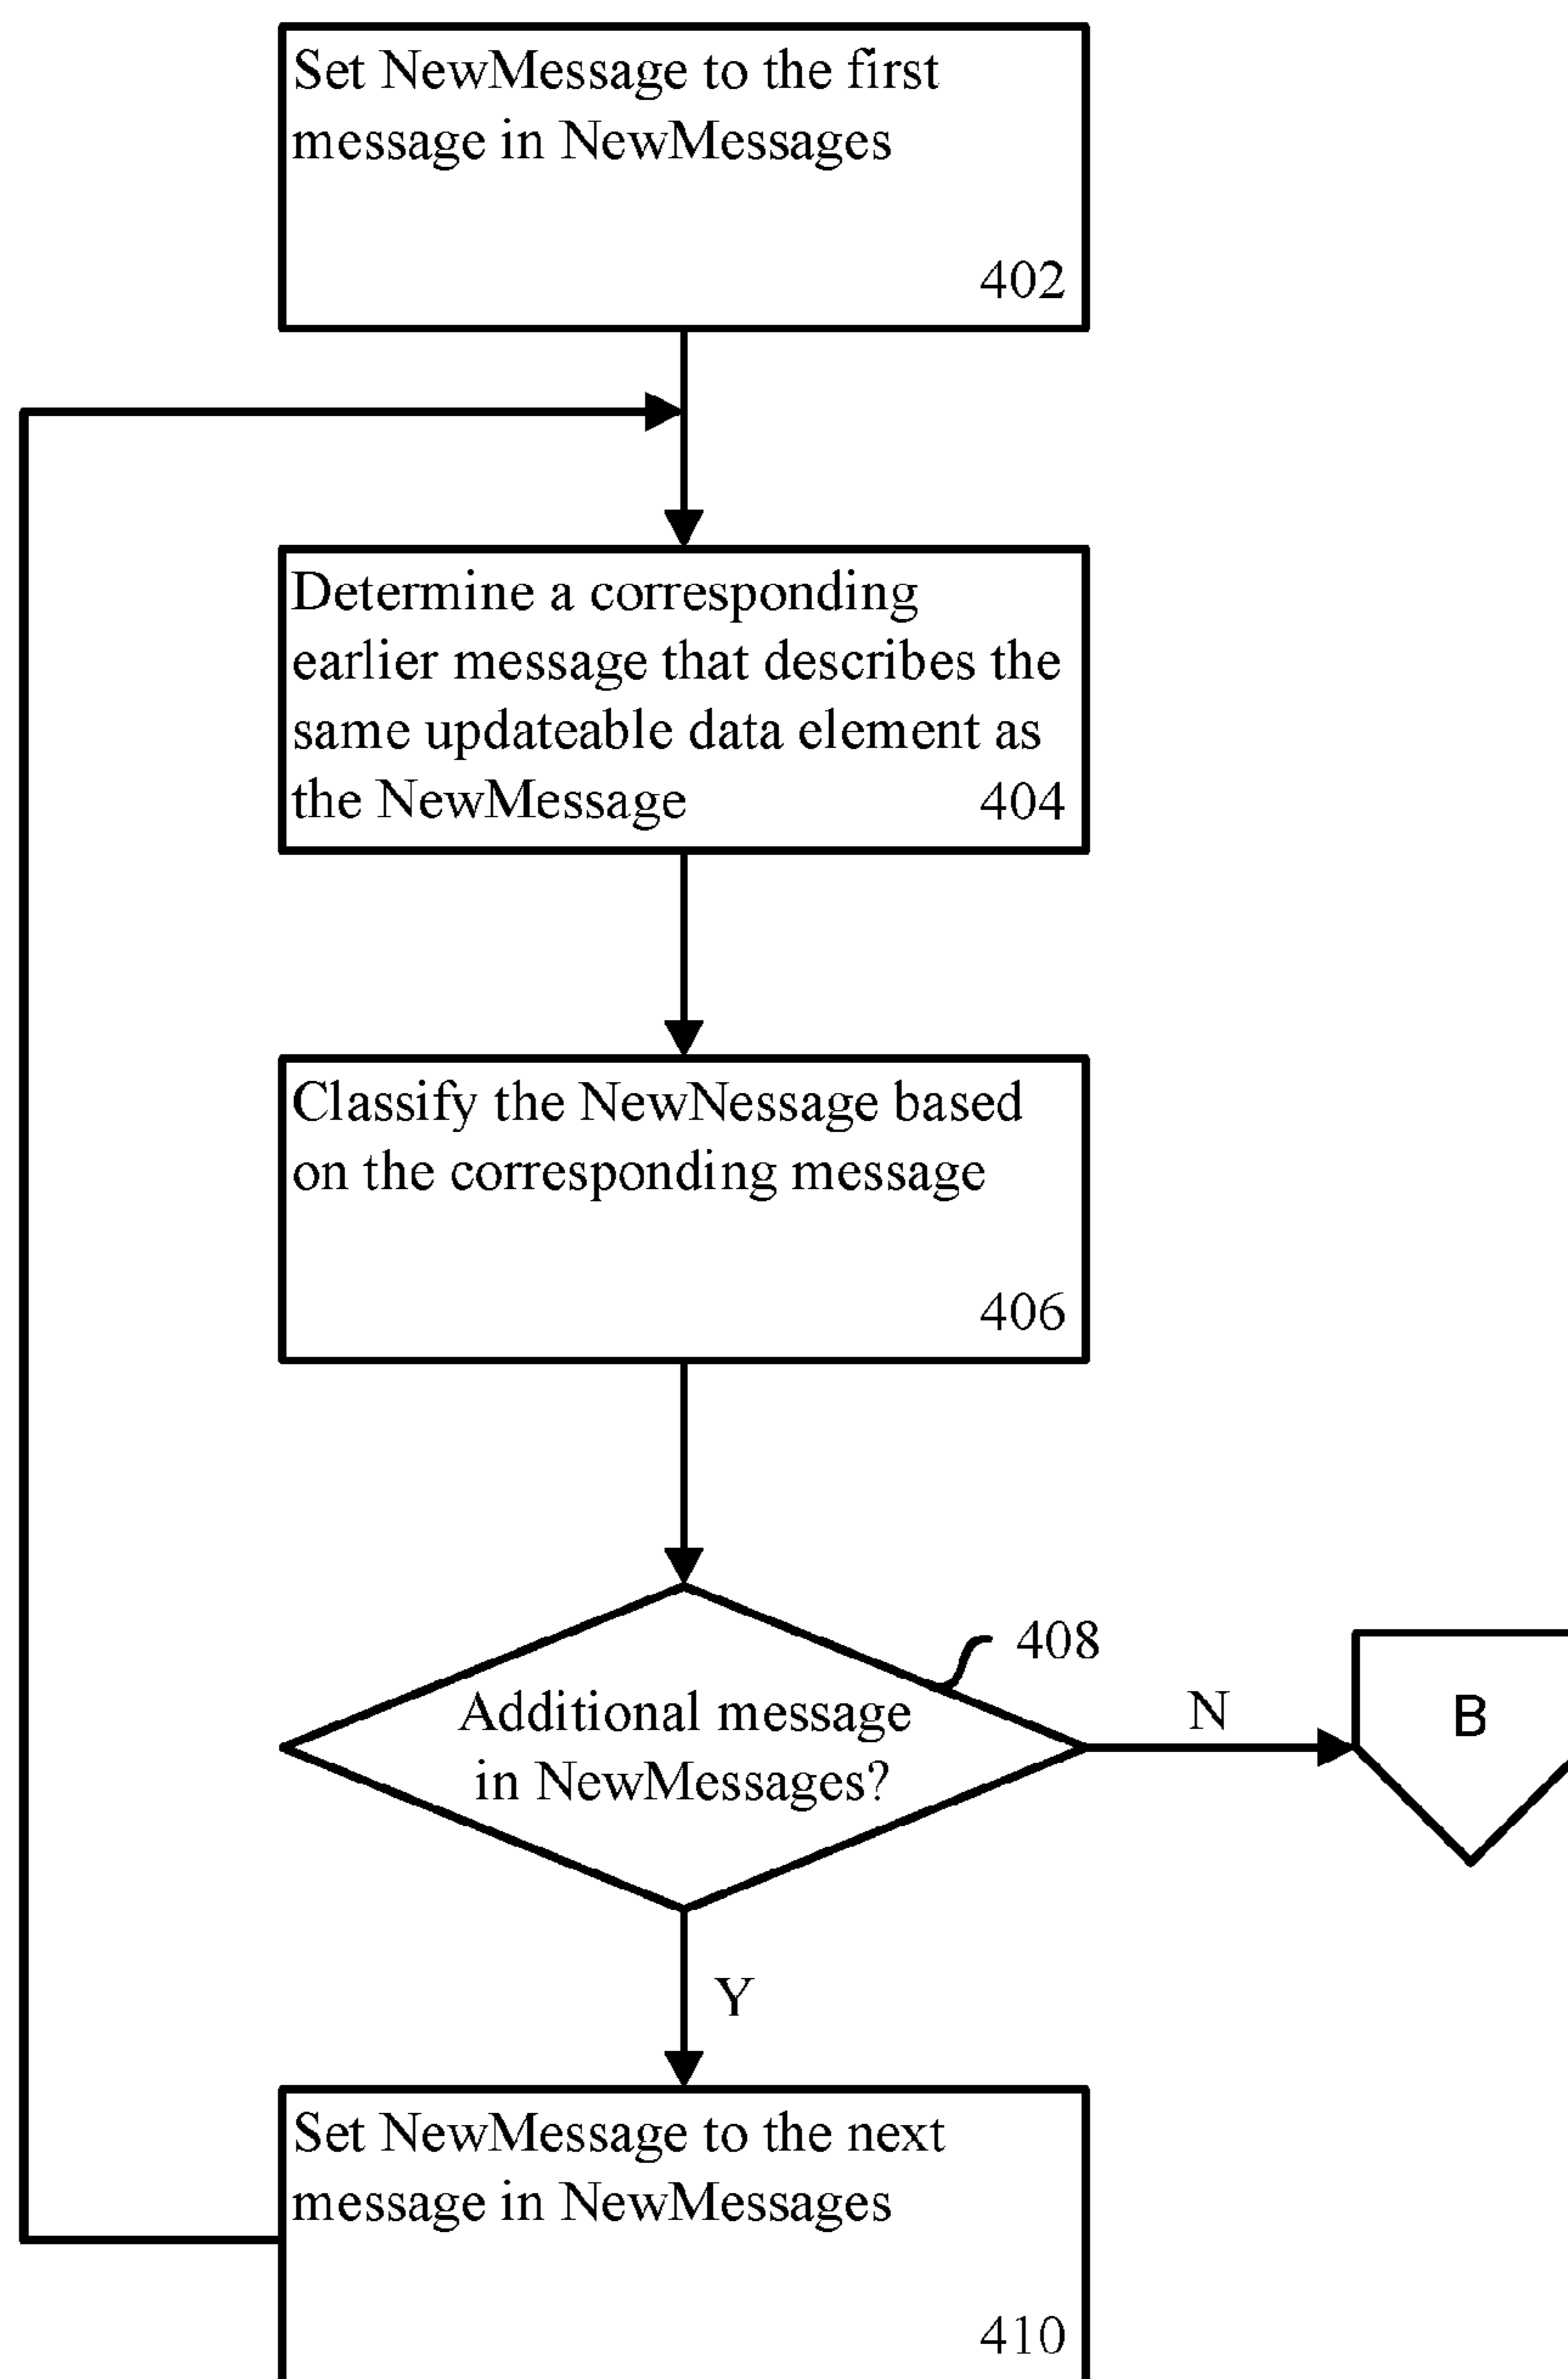 Set NewMessage to the first
message in NewMessages
402
Determine a corresponding
earlier message that describes the
same updateable data element as
the NewMessage 404
Classify the NewNessage based
on the corresponding message
406
408
Additional message
in NewMessages?
N
B
Y
Set NewMessage to the next
message in NewMessages
410